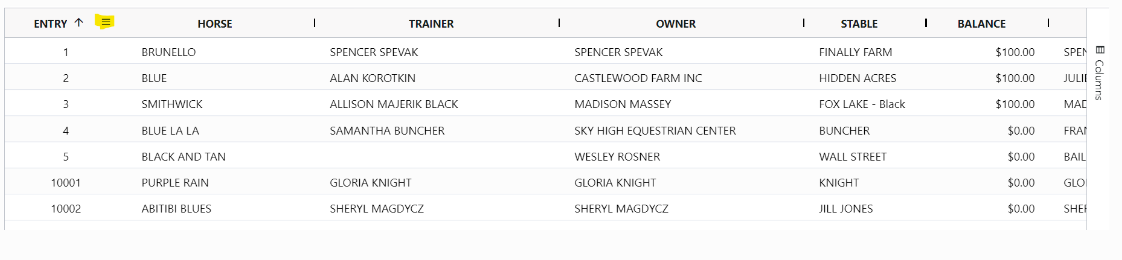 ENTRY HORSE TRAINER OWNER STABLE BALANCE
1 BRUNELLO SPENCER SPEVAK SPENCER SPEVAK FINALLY FARM $100.00 SPEN
2 BLUE ALAN KOROTKIN CASTLEWOOD FARM INC HIDDEN ACRES $100.00 JULIE
3 SMITHWICK ALLISON MAJERIK BLACK MADISON MASSEY FOX LAKE - Black $100.00 MAD
4 BLUE LA LA SAMANTHA BUNCHER SKY HIGH EQUESTRIAN CENTER BUNCHER $0.00 FRAN
5 BLACK AND TAN WESLEY ROSNER WALL STREET $0.00 BAIL
10001 PURPLE RAIN GLORIA KNIGHT GLORIA KNIGHT KNIGHT $0.00 GLO
10002 ABITIBI BLUES SHERYL MAGDYCZ SHERYL MAGDYCZ JILL JONES $0.00 SHE
Columns